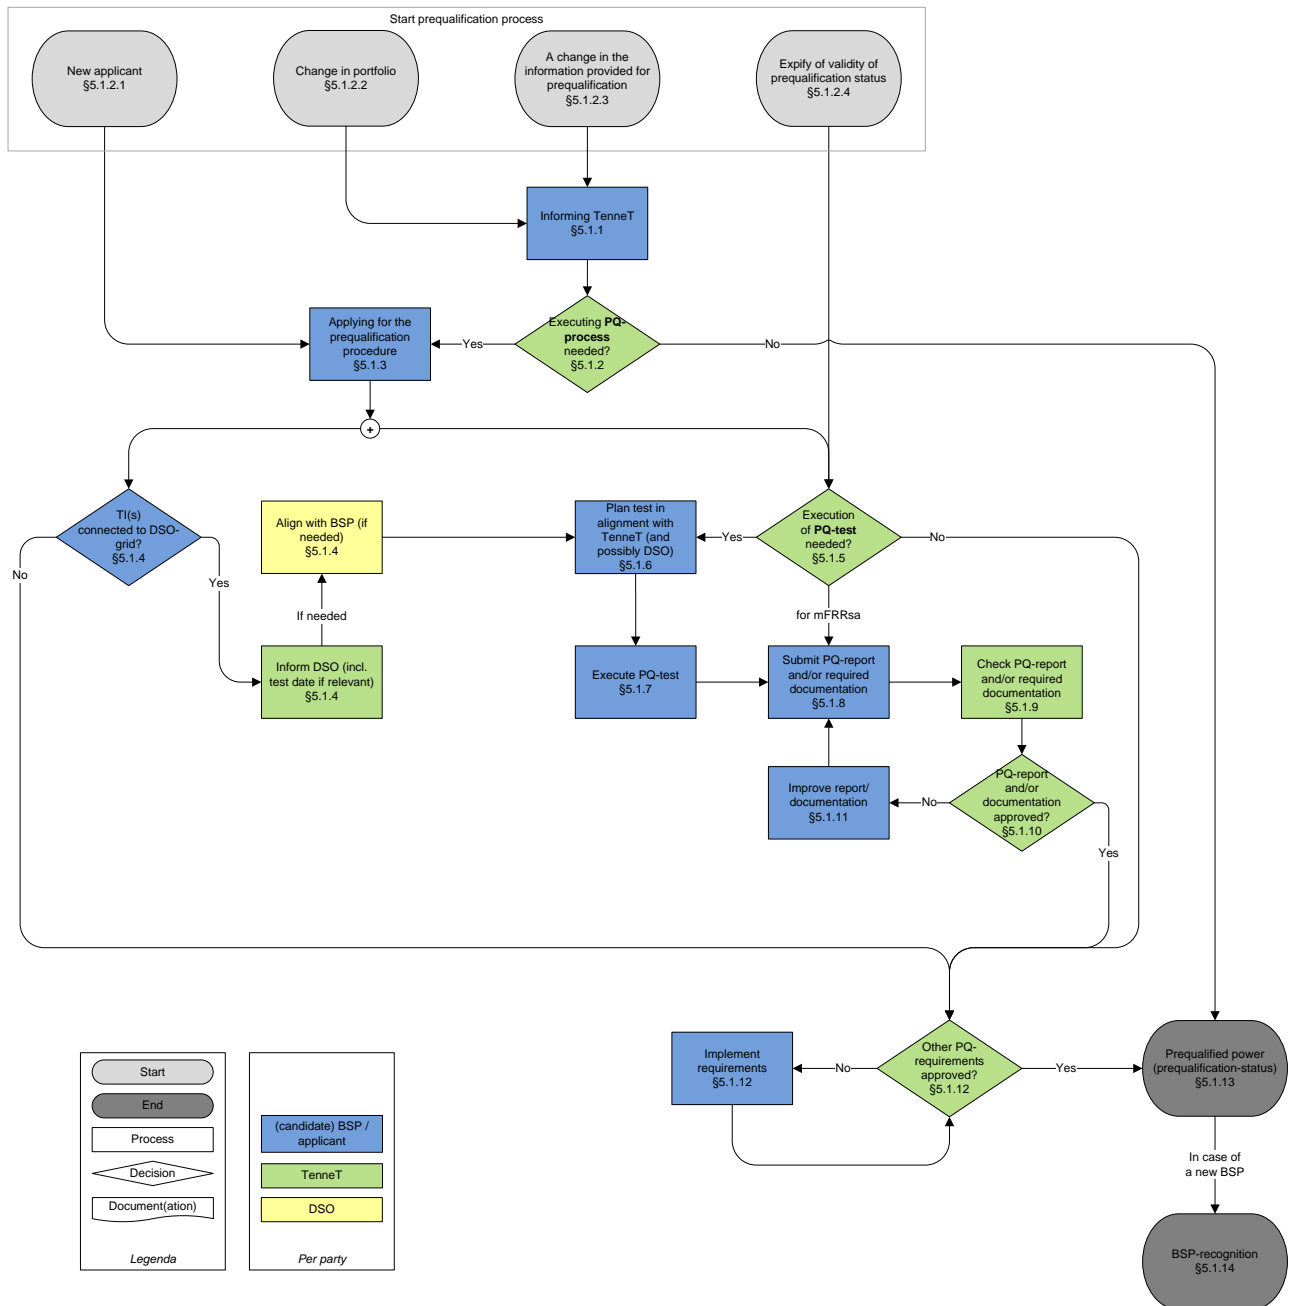 Start prequalification process
New applicant
§5.1.2.1
Change in portfolio
§5.1.2.2
A change in the
information provided for
prequalification
§5.1.2.3
Expify of validity of
prequalification status
§5.1.2.4
Informing TenneT
§5.1.1
Applying for the
prequalification
procedure
§5.1.3
Yes
Executing PQ-
process
needed?
§5.1.2
No
+
TI(s)
connected to DSO-
grid?
§5.1.4
No
Yes
Align with BSP (if
needed)
§5.1.4
If needed
Inform DSO (incl.
test date if relevant)
§5.1.4
Plan test in
alignment with
TenneT (and
possibly DSO)
§5.1.6
Yes
Execution
of PQ-test
needed?
§5.1.5
No
for mFRRsa
Execute PQ-test
§5.1.7
Submit PQ-report
and/or required
documentation
§5.1.8
Check PQ-report
and/or required
documentation
§5.1.9
Improve report/
documentation
§5.1.11
No
PQ-report
and/or
documentation
approved?
§5.1.10
Yes
Implement
requirements
§5.1.12
No
Other PQ-
requirements
approved?
§5.1.12
Yes
Prequalified power
(prequalification-status)
§5.1.13
In case of
a new BSP
BSP-recognition
§5.1.14
Start
End
Process
Decision
Document(ation)
Legenda
(candidate) BSP /
applicant
TenneT
DSO
Per party